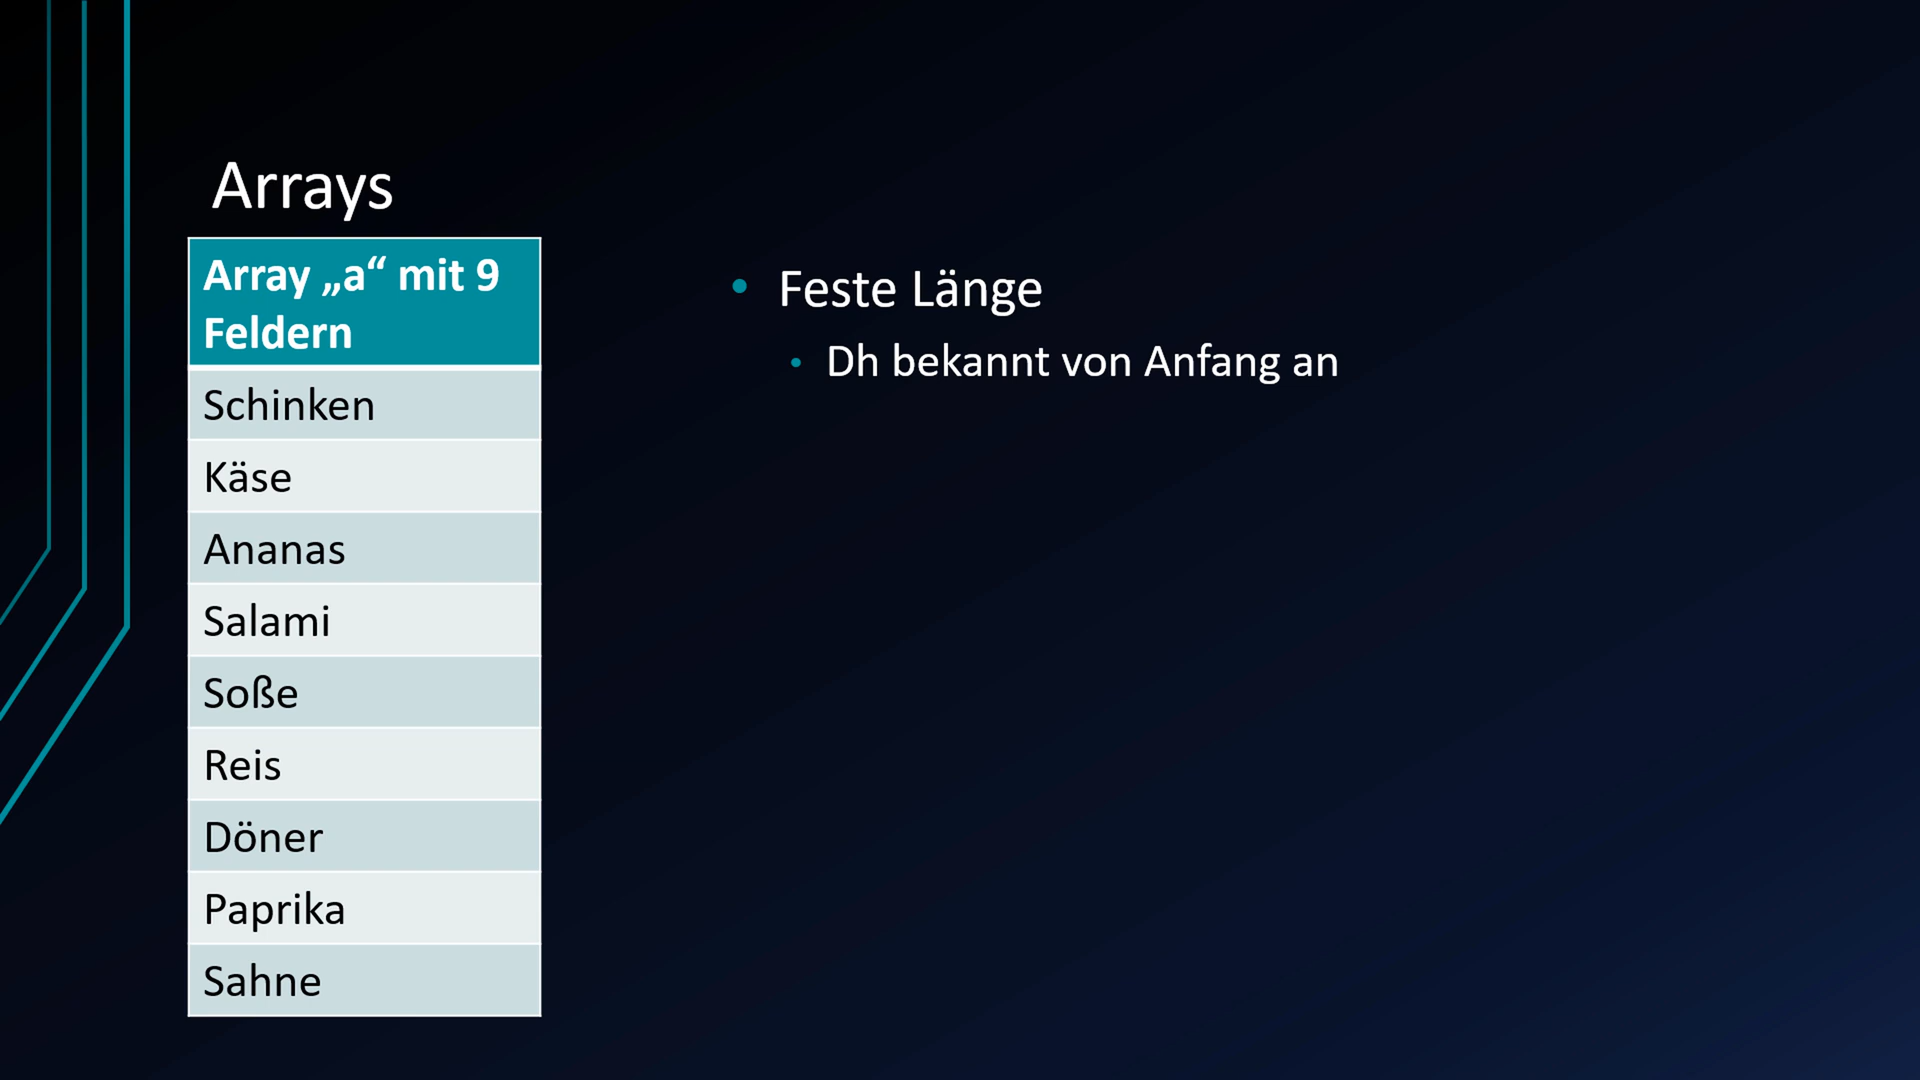 Arrays
Array „a“ mit 9
Feldern
Schinken
Käse
Ananas
Salami
Soße
Reis
Döner
Paprika
Sahne
• Feste Länge
• Dh bekannt von Anfang an